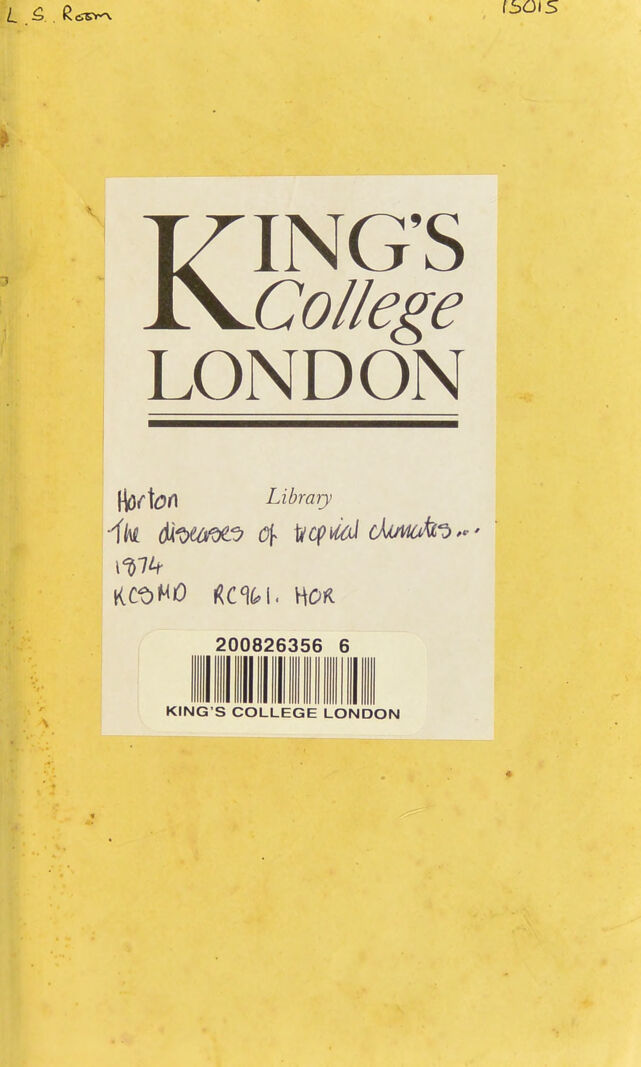 L.S. Room
15015
KING'S
College
LONDON
Horton Library
The diseases of tropical climates...
1874
KCSMD RC961. HOR
200826356 6
KING'S COLLEGE LONDON